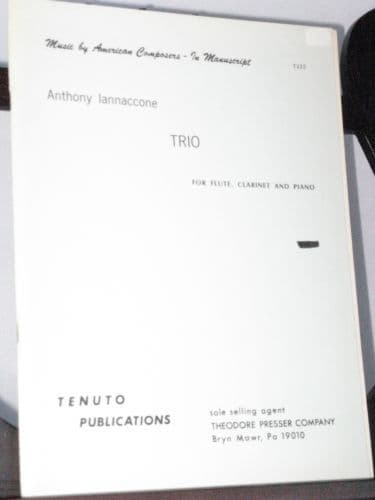 Music by American Composers - In Manuscript
Anthony Iannaccone
TRIO
FOR FLUTE, CLARINET AND PIANO
TENUTO
PUBLICATIONS
sole selling agent
THEODORE PRESSER COMPANY
Bryn Mawr, Pa 19010